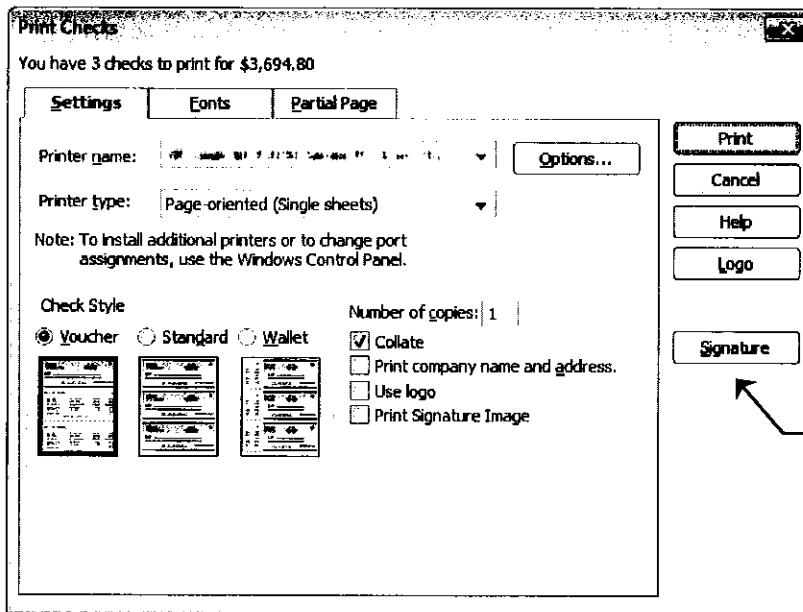 Print Checks
You have 3 checks to print for $3,694.80
Settings
Fonts
Partial Page
Printer name:
Options...
Printer type:
Page-oriented (Single sheets)
Note: To install additional printers or to change port
assignments, use the Windows Control Panel.
Check Style
Voucher
Standard
Wallet
Number of copies: 1
Collate
Print company name and address.
Use logo
Print Signature Image
Print
Cancel
Help
Logo
Signature